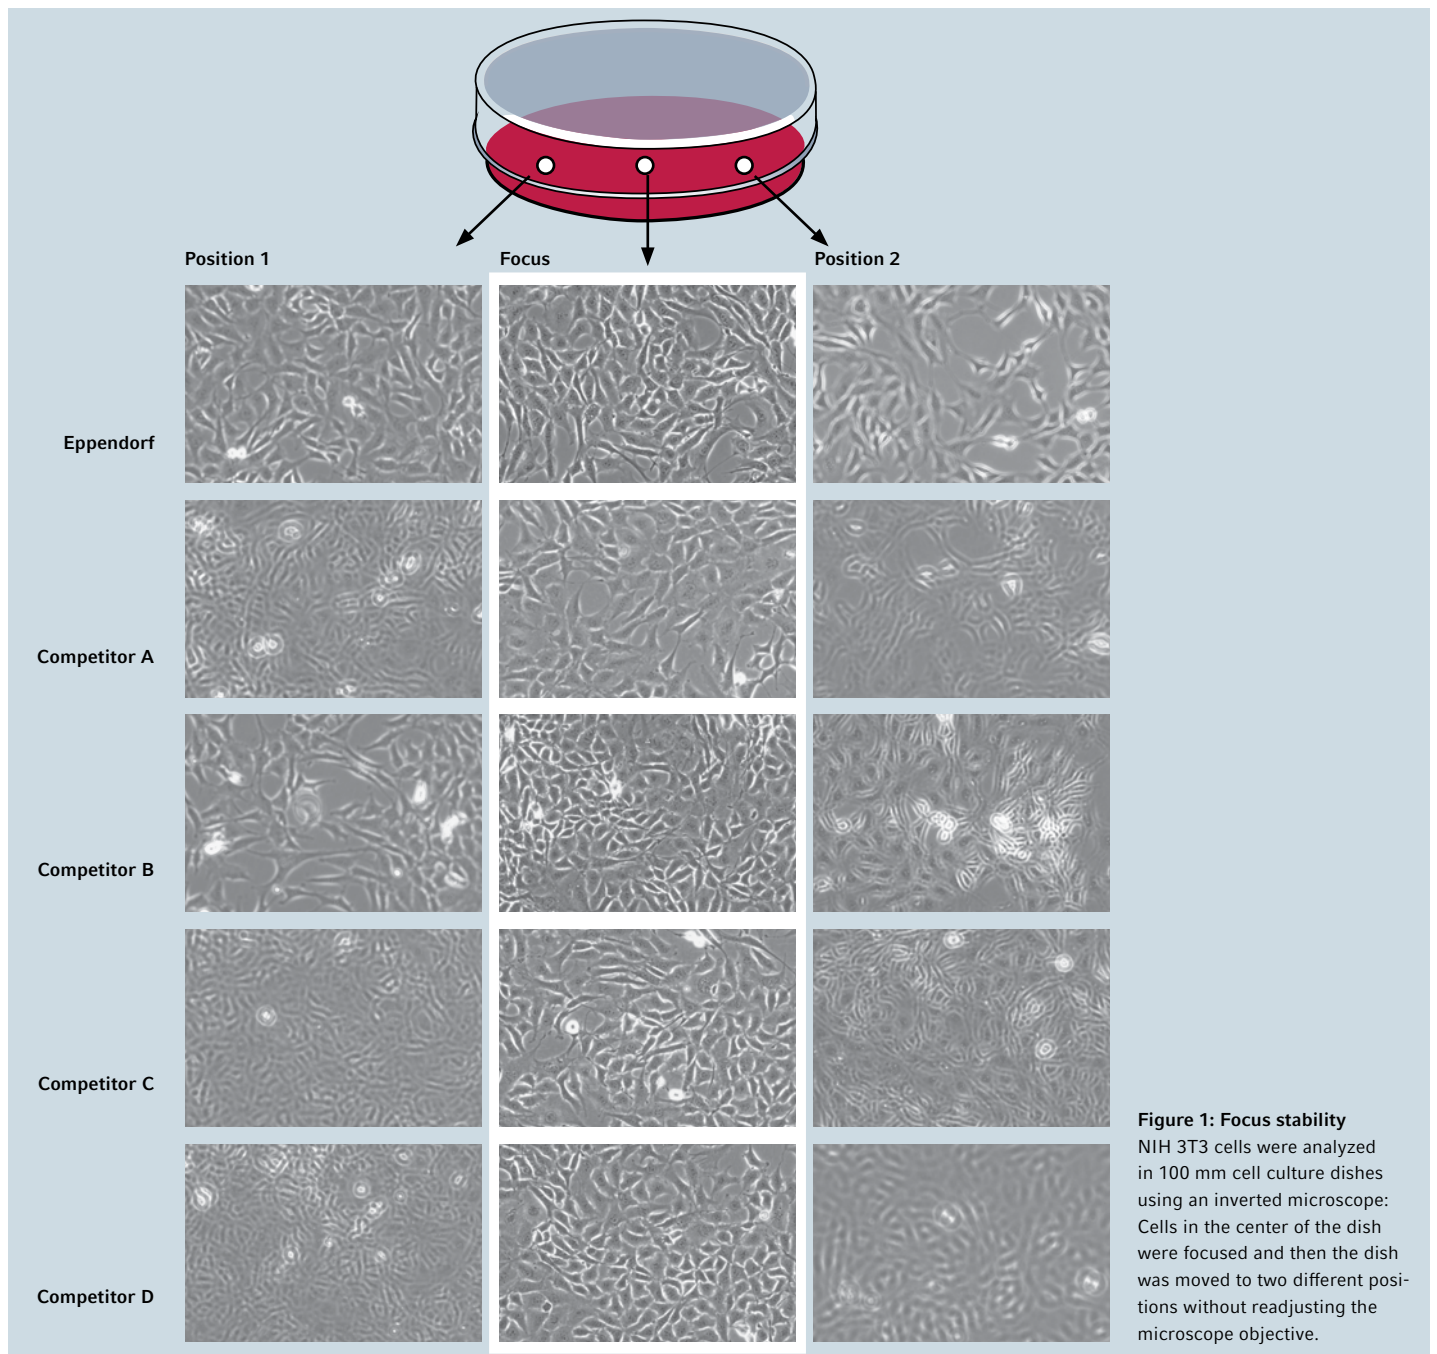 Position 1
Focus
Position 2
Eppendorf
Competitor A
Competitor B
Competitor C
Competitor D
Figure 1: Focus stability
NIH 3T3 cells were analyzed
in 100 mm cell culture dishes
using an inverted microscope:
Cells in the center of the dish
were focused and then the dish
was moved to two different posi-
tions without readjusting the
microscope objective.